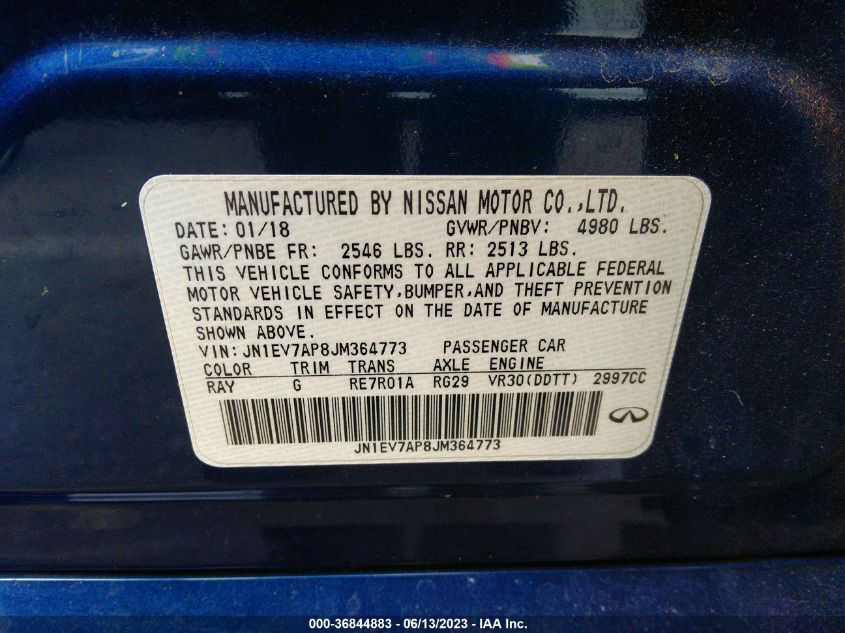 MANUFACTURED BY NISSAN MOTOR CO.,LTD.
DATE: 01/18 GVWR/PNBV: 4980 LBS.
GAWR/PNBE FR: 2546 LBS. RR: 2513 LBS.
THIS VEHICLE CONFORMS TO ALL APPLICABLE FEDERAL
MOTOR VEHICLE SAFETY,BUMPER,AND THEFT PREVENTION
STANDARDS IN EFFECT ON THE DATE OF MANUFACTURE
SHOWN ABOVE.
VIN:JN1EV7AP8JM364773 PASSENGER CAR
COLOR TRIM TRANS AXLE ENGINE
RAY G RE7R01A RG29 VR30(DDTT) 2997CC
JN1EV7AP8JM364773
000-36844883 - 06/13/2023 - IAA Inc.